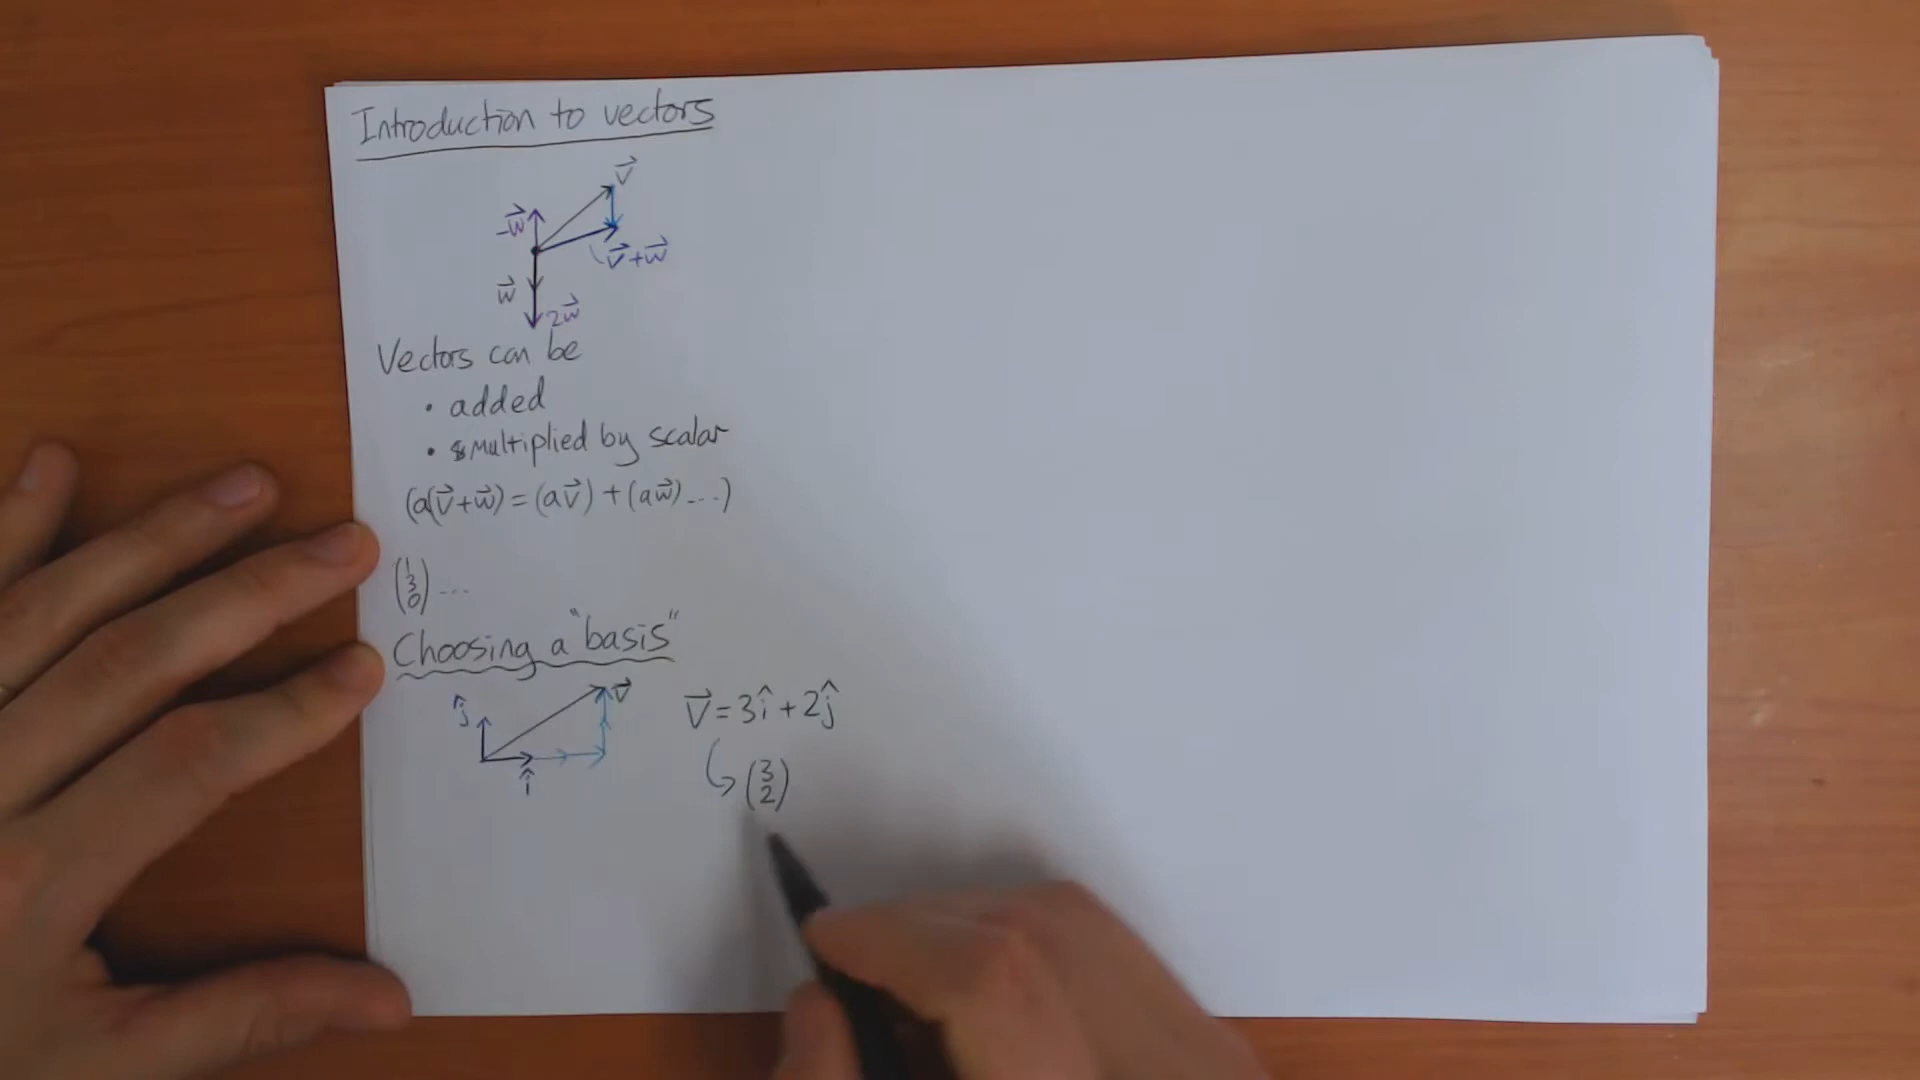 Introduction to vectors
v⃗
-w⃗
v⃗+w⃗
w⃗
2w⃗
Vectors can be
• added
• multiplied by scalar
(a(v⃗+w⃗) = (av⃗) + (aw⃗) ...)
(1 3 0) ...
Choosing a "basis"
v⃗
ĵ
î
v⃗ = 3î + 2ĵ
(3 2)